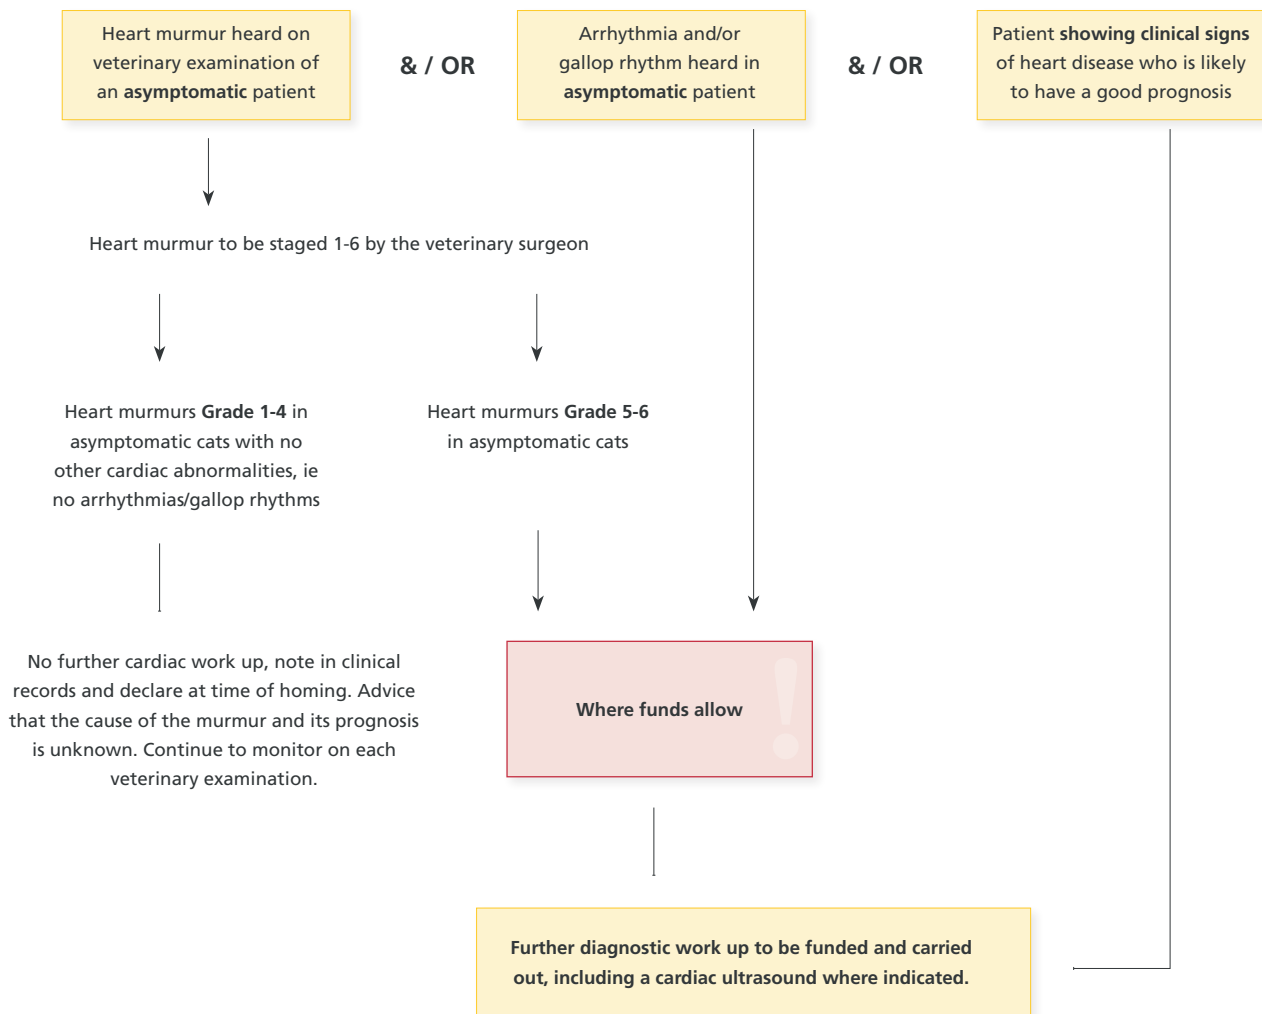 Heart murmur heard on
veterinary examination of
an asymptomatic patient
& / OR
Arrhythmia and/or
gallop rhythm heard in
asymptomatic patient
& / OR
Patient showing clinical signs
of heart disease who is likely
to have a good prognosis
Heart murmur to be staged 1-6 by the veterinary surgeon
Heart murmurs Grade 1-4 in
asymptomatic cats with no
other cardiac abnormalities, ie
no arrhythmias/gallop rhythms
Heart murmurs Grade 5-6
in asymptomatic cats
No further cardiac work up, note in clinical
records and declare at time of homing. Advice
that the cause of the murmur and its prognosis
is unknown. Continue to monitor on each
veterinary examination.
Where funds allow
!
Further diagnostic work up to be funded and carried
out, including a cardiac ultrasound where indicated.